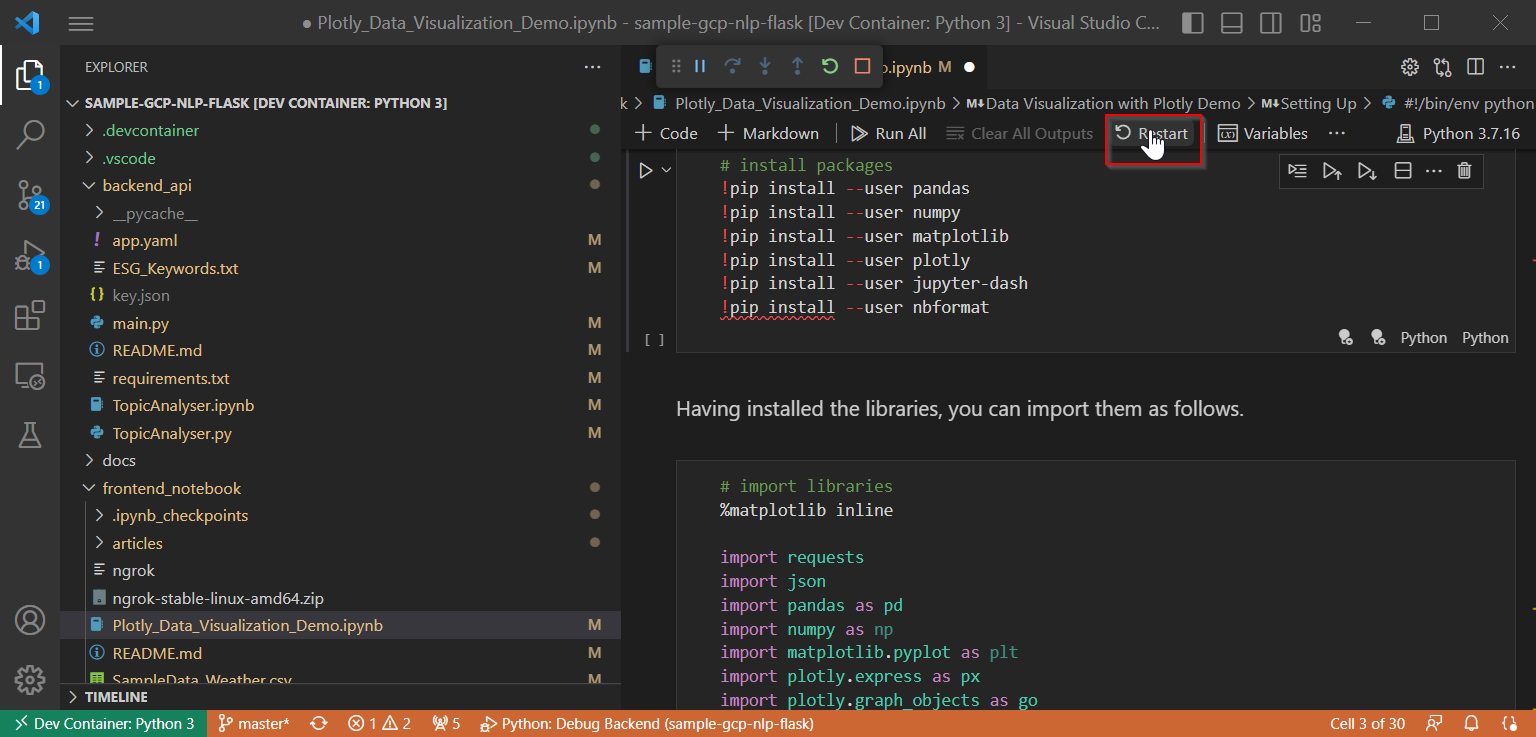 ● Plotly_Data_Visualization_Demo.ipynb - sample-gcp-nlp-flask [Dev Container: Python 3] - Visual Studio C...
EXPLORER
SAMPLE-GCP-NLP-FLASK [DEV CONTAINER: PYTHON 3]
.devcontainer
.vscode
backend_api
__pycache__
! app.yaml M
ESG_Keywords.txt M
{} key.json
main.py M
README.md M
requirements.txt M
TopicAnalyser.ipynb M
TopicAnalyser.py M
docs
frontend_notebook
.ipynb_checkpoints
articles
ngrok
ngrok-stable-linux-amd64.zip
Plotly_Data_Visualization_Demo.ipynb M
README.md M
SampleData_Weather.csv M
TIMELINE
1
21
1
o.ipynb M ●
k > Plotly_Data_Visualization_Demo.ipynb > M↓Data Visualization with Plotly Demo > M↓Setting Up > #!/bin/env python
+ Code + Markdown Run All Clear All Outputs Restart Variables ... Python 3.7.16
# install packages
!pip install --user pandas
!pip install --user numpy
!pip install --user matplotlib
!pip install --user plotly
!pip install --user jupyter-dash
!pip install --user nbformat
[ ] Python Python
Having installed the libraries, you can import them as follows.
# import libraries
%matplotlib inline
import requests
import json
import pandas as pd
import numpy as np
import matplotlib.pyplot as plt
import plotly.express as px
import plotly.graph_objects as go
Dev Container: Python 3 master* 1 2 5 Python: Debug Backend (sample-gcp-nlp-flask) Cell 3 of 30